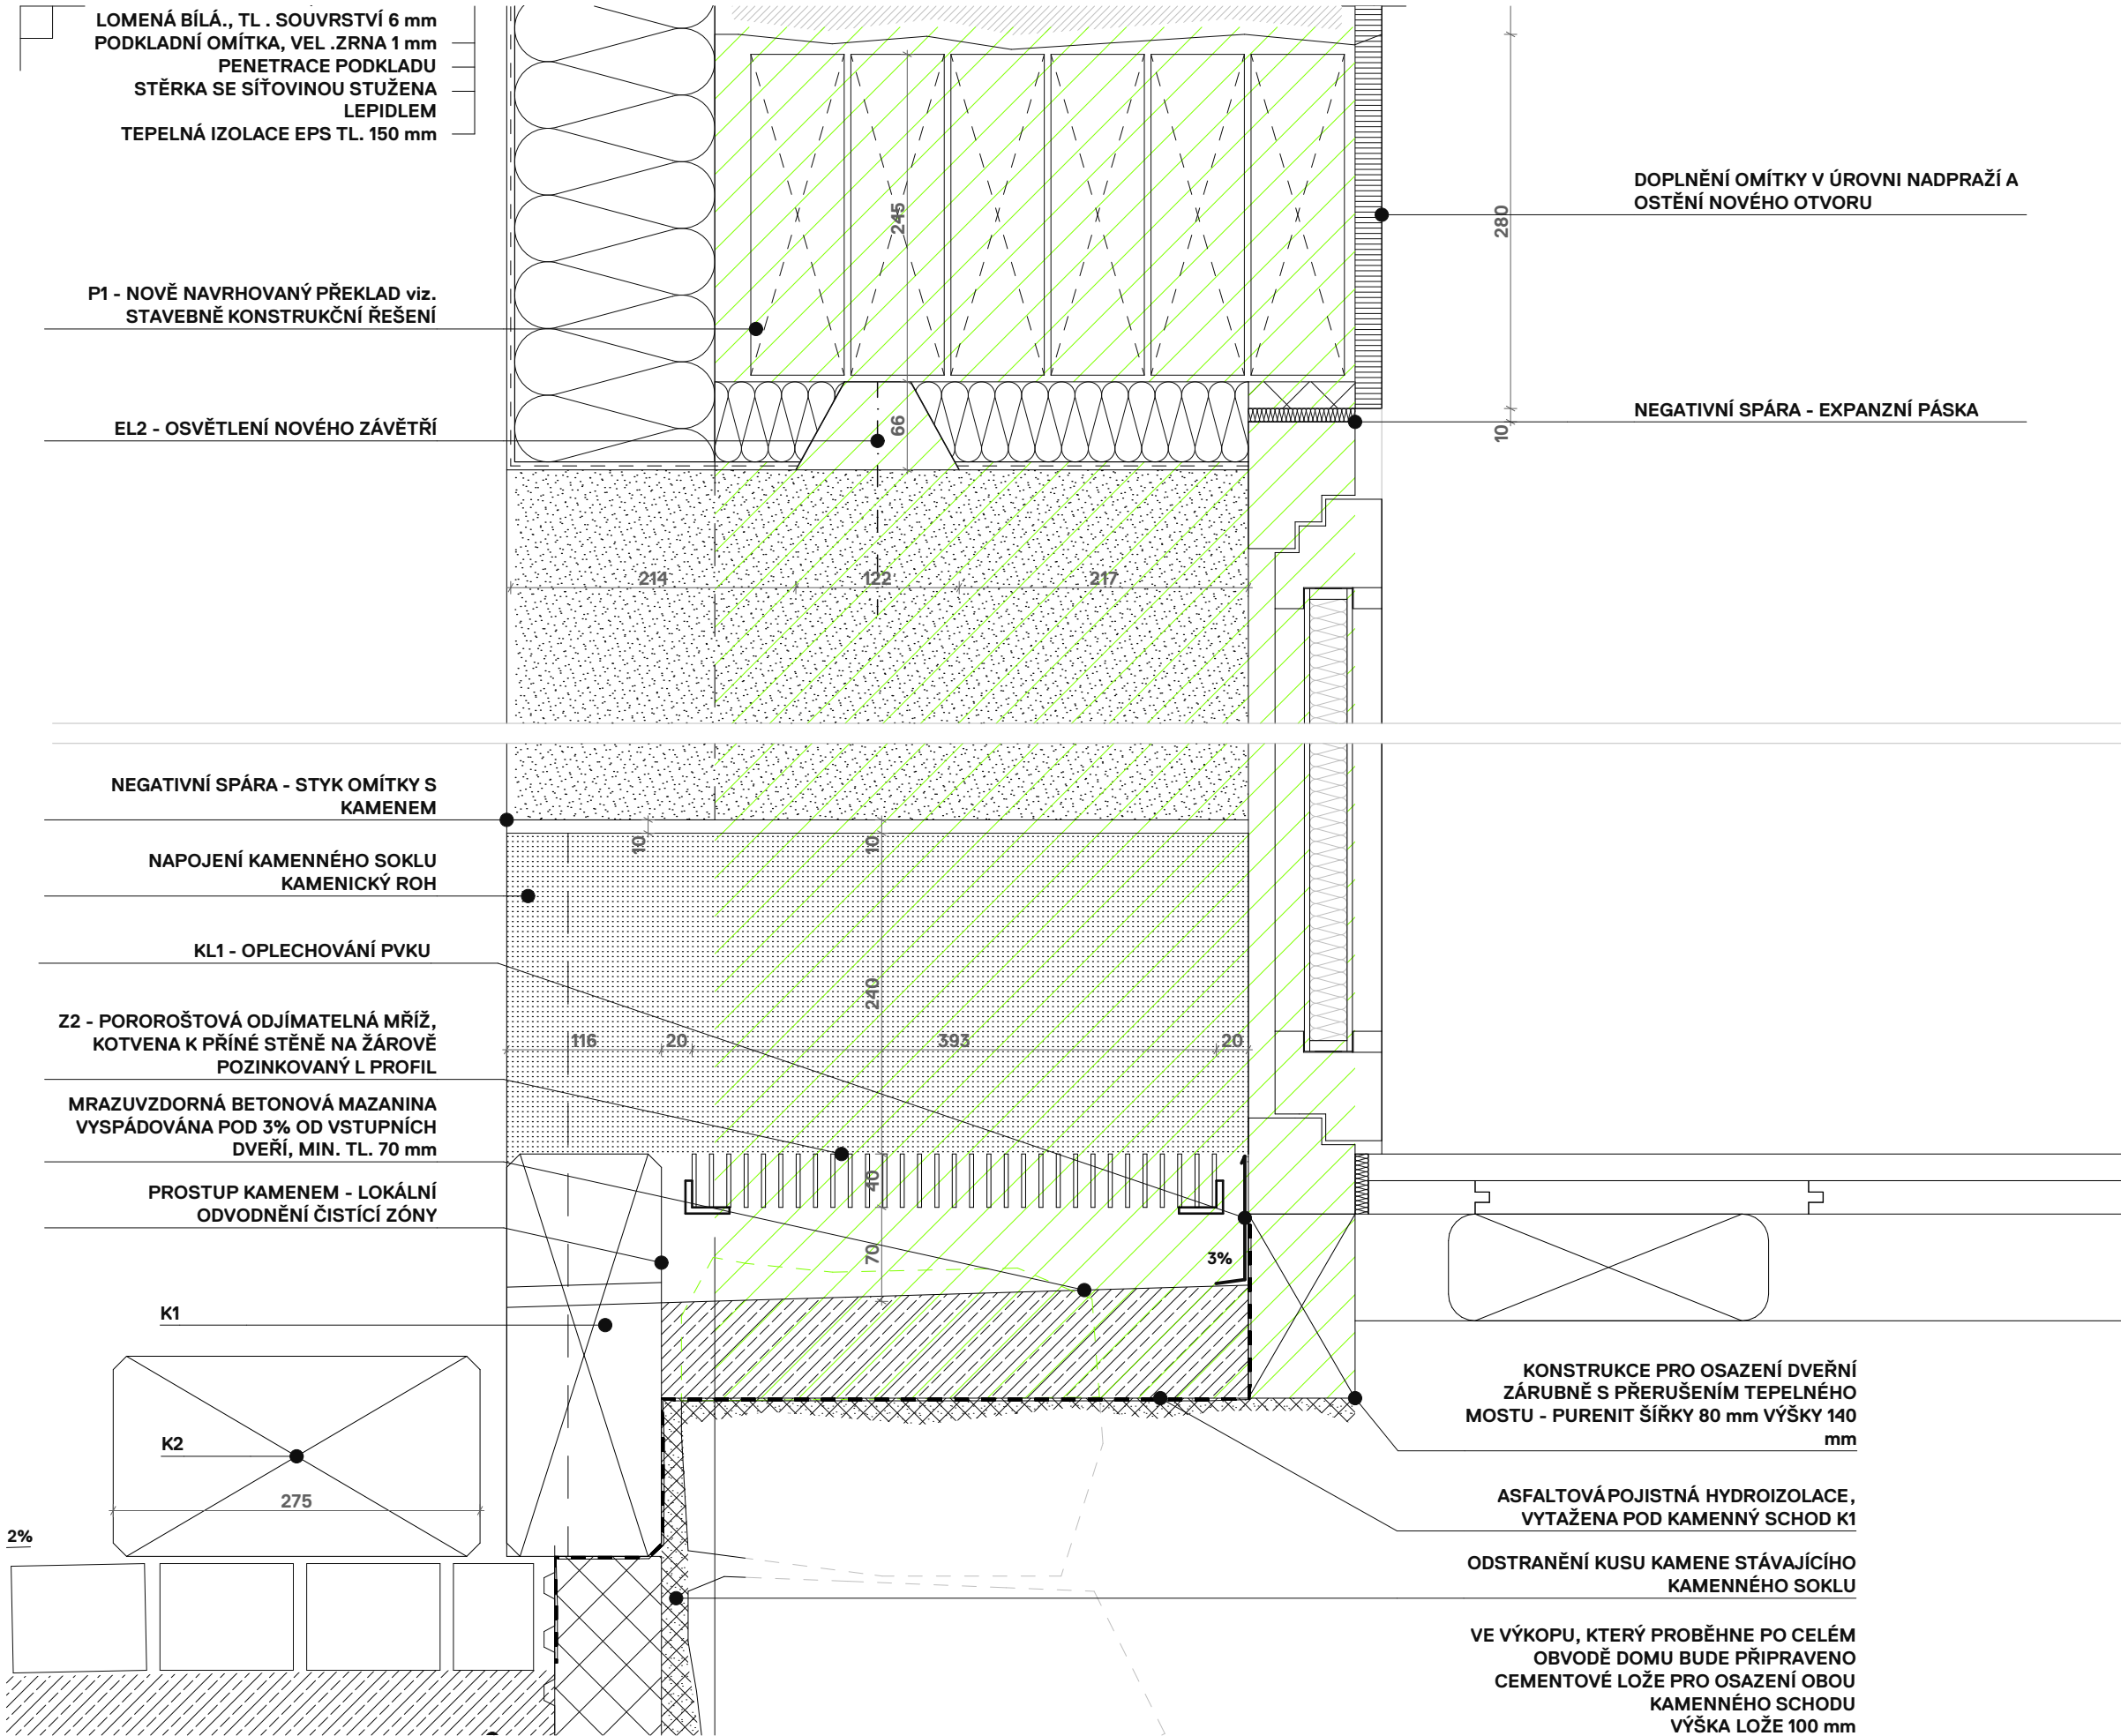 LOMENÁ BÍLÁ., TL . SOUVRSTVÍ 6 mm
PODKLADNÍ OMÍTKA, VEL .ZRNA 1 mm
PENETRACE PODKLADU
STĚRKA SE SÍŤOVINOU STUŽENA
LEPIDLEM
TEPELNÁ IZOLACE EPS TL. 150 mm
DOPLNĚNÍ OMÍTKY V ÚROVNI NADPRAŽÍ A
OSTĚNÍ NOVÉHO OTVORU
245
280
P1 - NOVĚ NAVRHOVANÝ PŘEKLAD viz.
STAVEBNĚ KONSTRUKČNÍ ŘEŠENÍ
EL2 - OSVĚTLENÍ NOVÉHO ZÁVĚTŘÍ
66
NEGATIVNÍ SPÁRA - EXPANZNÍ PÁSKA
10
214
122
217
NEGATIVNÍ SPÁRA - STYK OMÍTKY S
KAMENEM
10
10
NAPOJENÍ KAMENNÉHO SOKLU
KAMENICKÝ ROH
KL1 - OPLECHOVÁNÍ PVKU
240
Z2 - POROROŠTOVÁ ODJÍMATELNÁ MŘÍŽ,
KOTVENA K PŘÍNÉ STĚNĚ NA ŽÁROVĚ
POZINKOVANÝ L PROFIL
116
20
393
20
MRAZUVZDORNÁ BETONOVÁ MAZANINA
VYSPÁDOVÁNA POD 3% OD VSTUPNÍCH
DVEŘÍ, MIN. TL. 70 mm
40
PROSTUP KAMENEM - LOKÁLNÍ
ODVODNĚNÍ ČISTÍCÍ ZÓNY
70
3%
K1
K2
275
2%
KONSTRUKCE PRO OSAZENÍ DVEŘNÍ
ZÁRUBNĚ S PŘERUŠENÍM TEPELNÉHO
MOSTU - PURENIT ŠÍŘKY 80 mm VÝŠKY 140
mm
ASFALTOVÁ POJISTNÁ HYDROIZOLACE,
VYTAŽENA POD KAMENNÝ SCHOD K1
ODSTRANĚNÍ KUSU KAMENE STÁVAJÍCÍHO
KAMENNÉHO SOKLU
VE VÝKOPU, KTERÝ PROBĚHNE PO CELÉM
OBVODĚ DOMU BUDE PŘIPRAVENO
CEMENTOVÉ LOŽE PRO OSAZENÍ OBOU
KAMENNÉHO SCHODU
VÝŠKA LOŽE 100 mm